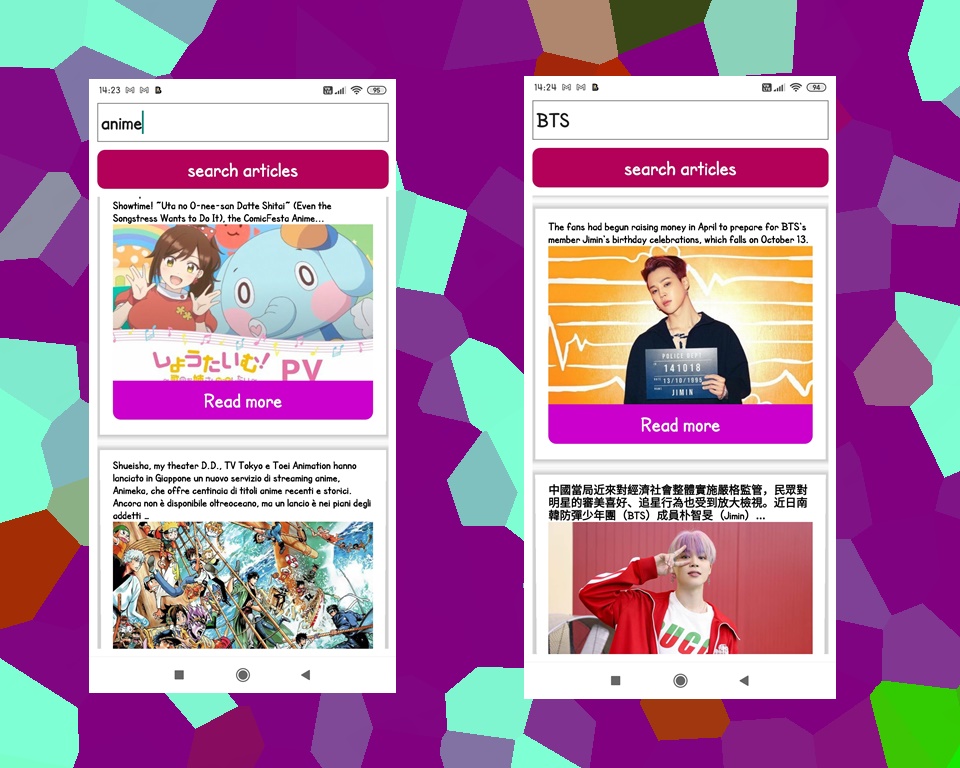 14:23
95
anime
search articles
Showtime! "Uta no O-nee-san Datte Shitai" (Even the
Songstress Wants to Do It), the ComicFesta Anime...
しょうたいむ!
PV
Read more
Shueisha, my theater D.D., TV Tokyo e Toei Animation hanno
lanciato in Giappone un nuovo servizio di streaming anime,
Animeka, che offre centinaia di titoli anime recenti e storici.
Ancora non è disponibile oltreoceano, ma un lancio è nei piani degli
addetti …
14:24
94
BTS
search articles
The fans had begun raising money in April to prepare for BTS's
member Jimin's birthday celebrations, which falls on October 13.
POLICE DEPT
141018
13/10/1995
JIMIN
Read more
中國當局近來對經濟社會整體實施嚴格監管，民眾對
明星的審美喜好、追星行為也受到放大檢視。近日南
韓防彈少年團（BTS）成員朴智旻（Jimin）...
UCC